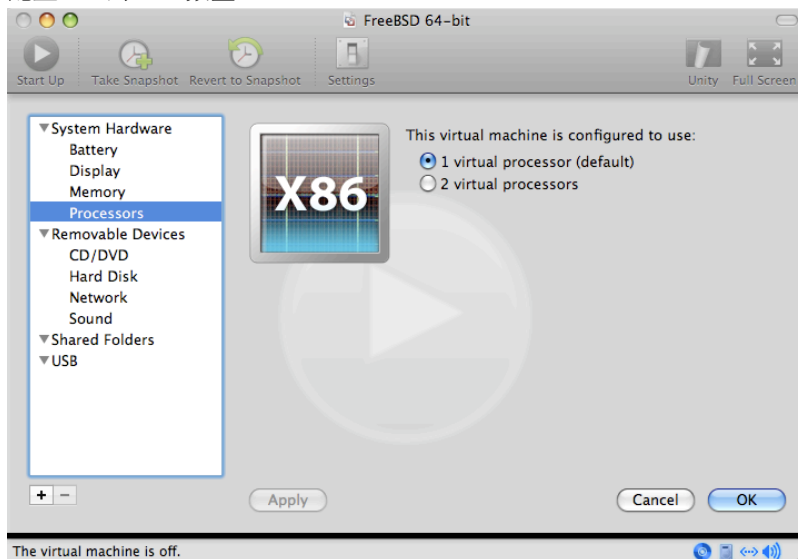 FreeBSD 64-bit
Start Up
Take Snapshot
Revert to Snapshot
Settings
Unity
Full Screen
System Hardware
Battery
Display
Memory
Processors
Removable Devices
CD/DVD
Hard Disk
Network
Sound
Shared Folders
USB
X86
This virtual machine is configured to use:
1 virtual processor (default)
2 virtual processors
Apply
Cancel
OK
The virtual machine is off.